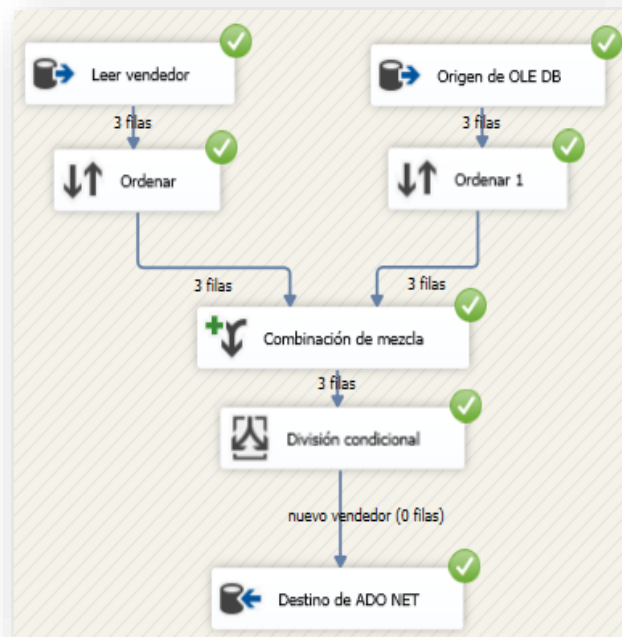 Leer vendedor
Origen de OLE DB
3 filas
3 filas
Ordenar
Ordenar 1
3 filas
3 filas
Combinación de mezcla
3 filas
División condicional
nuevo vendedor (0 filas)
Destino de ADO NET